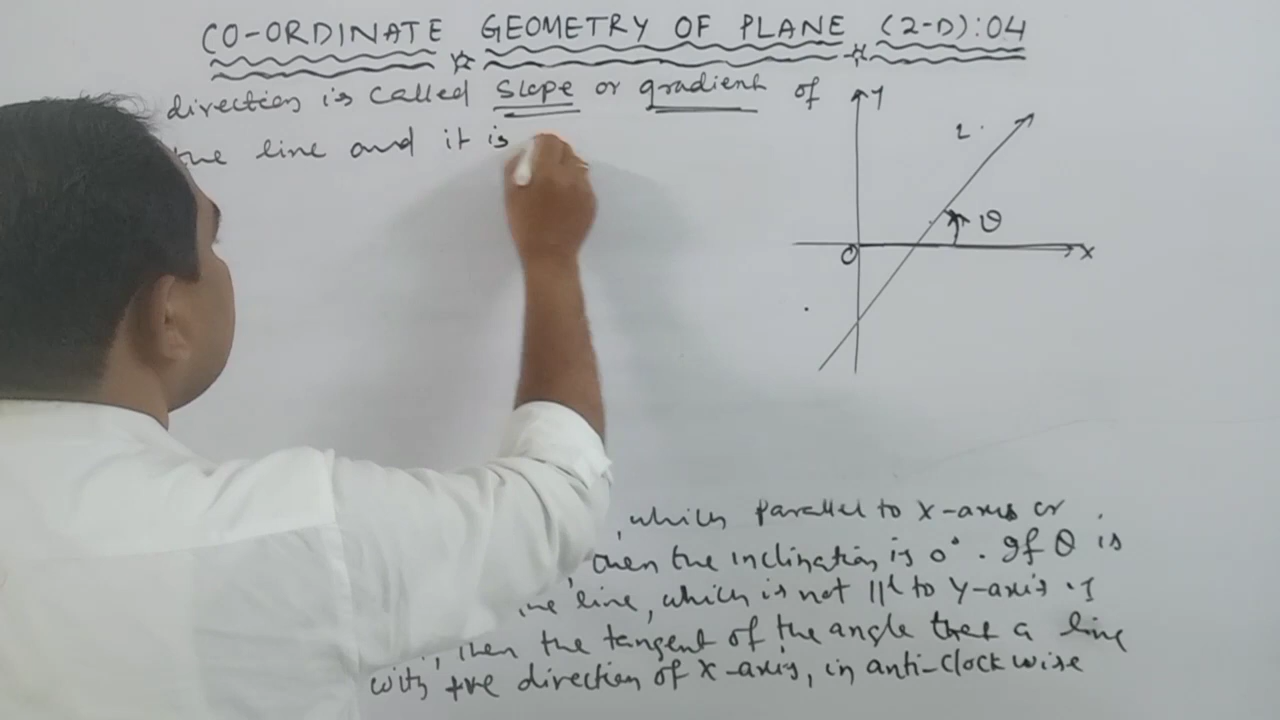 CO-ORDINATE GEOMETRY OF PLANE (2-D):04
direction is called slope or gradient of
the line and it is
Y
L
θ
O
X
which parallel to X-axis or
then the inclination is 0°. If θ is
line, which is not ||l to Y-axis.
, then the tangent of the angle that a line
with +ve direction of X-axis, in anti-clockwise